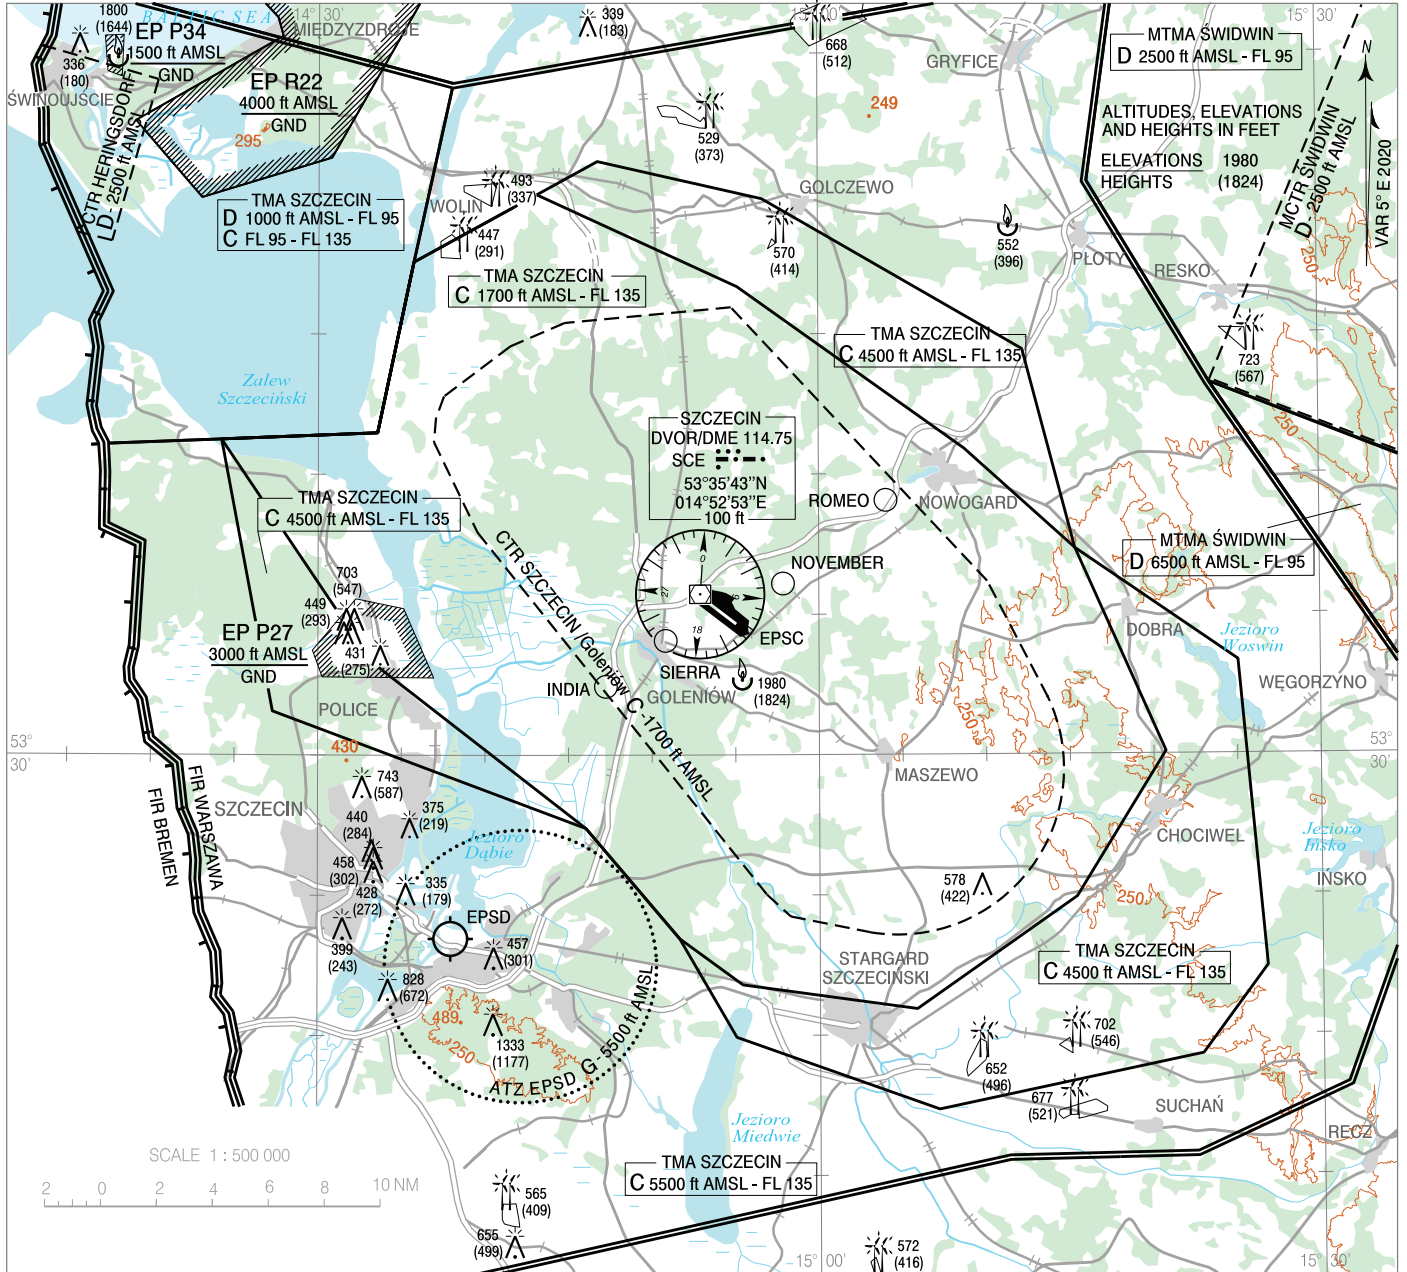 BALTIC SEA
1800
(1644)
EP P34
1500 ft AMSL
GND
336
(180)
ŚWINOUJŚCIE
14° 30'
MIEDZYZDROJE
EP R22
4000 ft AMSL
GND
295
CTR HERINGSDORF
D - 2500 ft AMSL
339
(183)
15° 00'
668
(512)
GRYFICE
249
529
(373)
15° 30'
MTMA ŚWIDWIN
D 2500 ft AMSL - FL 95
ALTITUDES, ELEVATIONS
AND HEIGHTS IN FEET
ELEVATIONS 1980
HEIGHTS (1824)
N
VAR 5° E 2020
MCTR ŚWIDWIN
D - 2500 ft AMSL
TMA SZCZECIN
D 1000 ft AMSL - FL 95
C FL 95 - FL 135
WOLIN
493
(337)
447
(291)
GOLCZEWO
570
(414)
552
(396)
PŁOTY
RESKO
250
TMA SZCZECIN
C 1700 ft AMSL - FL 135
TMA SZCZECIN
C 4500 ft AMSL - FL 135
723
(567)
250
Zalew
Szczeciński
SZCZECIN
DVOR/DME 114.75
SCE
53°35'43"N
014°52'53"E
100 ft
ROMEO
NOWOGARD
TMA SZCZECIN
C 4500 ft AMSL - FL 135
CTR SZCZECIN /Goleniów C -1700 ft AMSL
0
9
18
27
NOVEMBER
MTMA ŚWIDWIN
D 6500 ft AMSL - FL 95
703
(547)
449
(293)
431
(275)
EP P27
3000 ft AMSL
GND
EPSC
SIERRA
INDIA
GOLENIÓW
1980
(1824)
DOBRA
Jezioro
Woswin
WĘGORZYNO
250
POLICE
53°
30'
430
53°
30'
MASZEWO
FIR WARSZAWA
FIR BREMEN
SZCZECIN
743
(587)
375
(219)
440
(284)
458
(302)
428
(272)
335
(179)
Jezioro
Dąbie
CHOCIWEL
Jezioro
Ińsko
IŃSKO
578
(422)
250
EPSD
399
(243)
457
(301)
828
(672)
STARGARD
SZCZECIŃSKI
TMA SZCZECIN
C 4500 ft AMSL - FL 135
489
250
1333
(1177)
ATZ EPSD G - 5500 ft AMSL
702
(546)
652
(496)
677
(521)
SUCHAŃ
RECZ
Jezioro
Miedwie
SCALE 1 : 500 000
2 0 2 4 6 8 10 NM
TMA SZCZECIN
C 5500 ft AMSL - FL 135
565
(409)
655
(499)
15° 00'
572
(416)
15° 30'